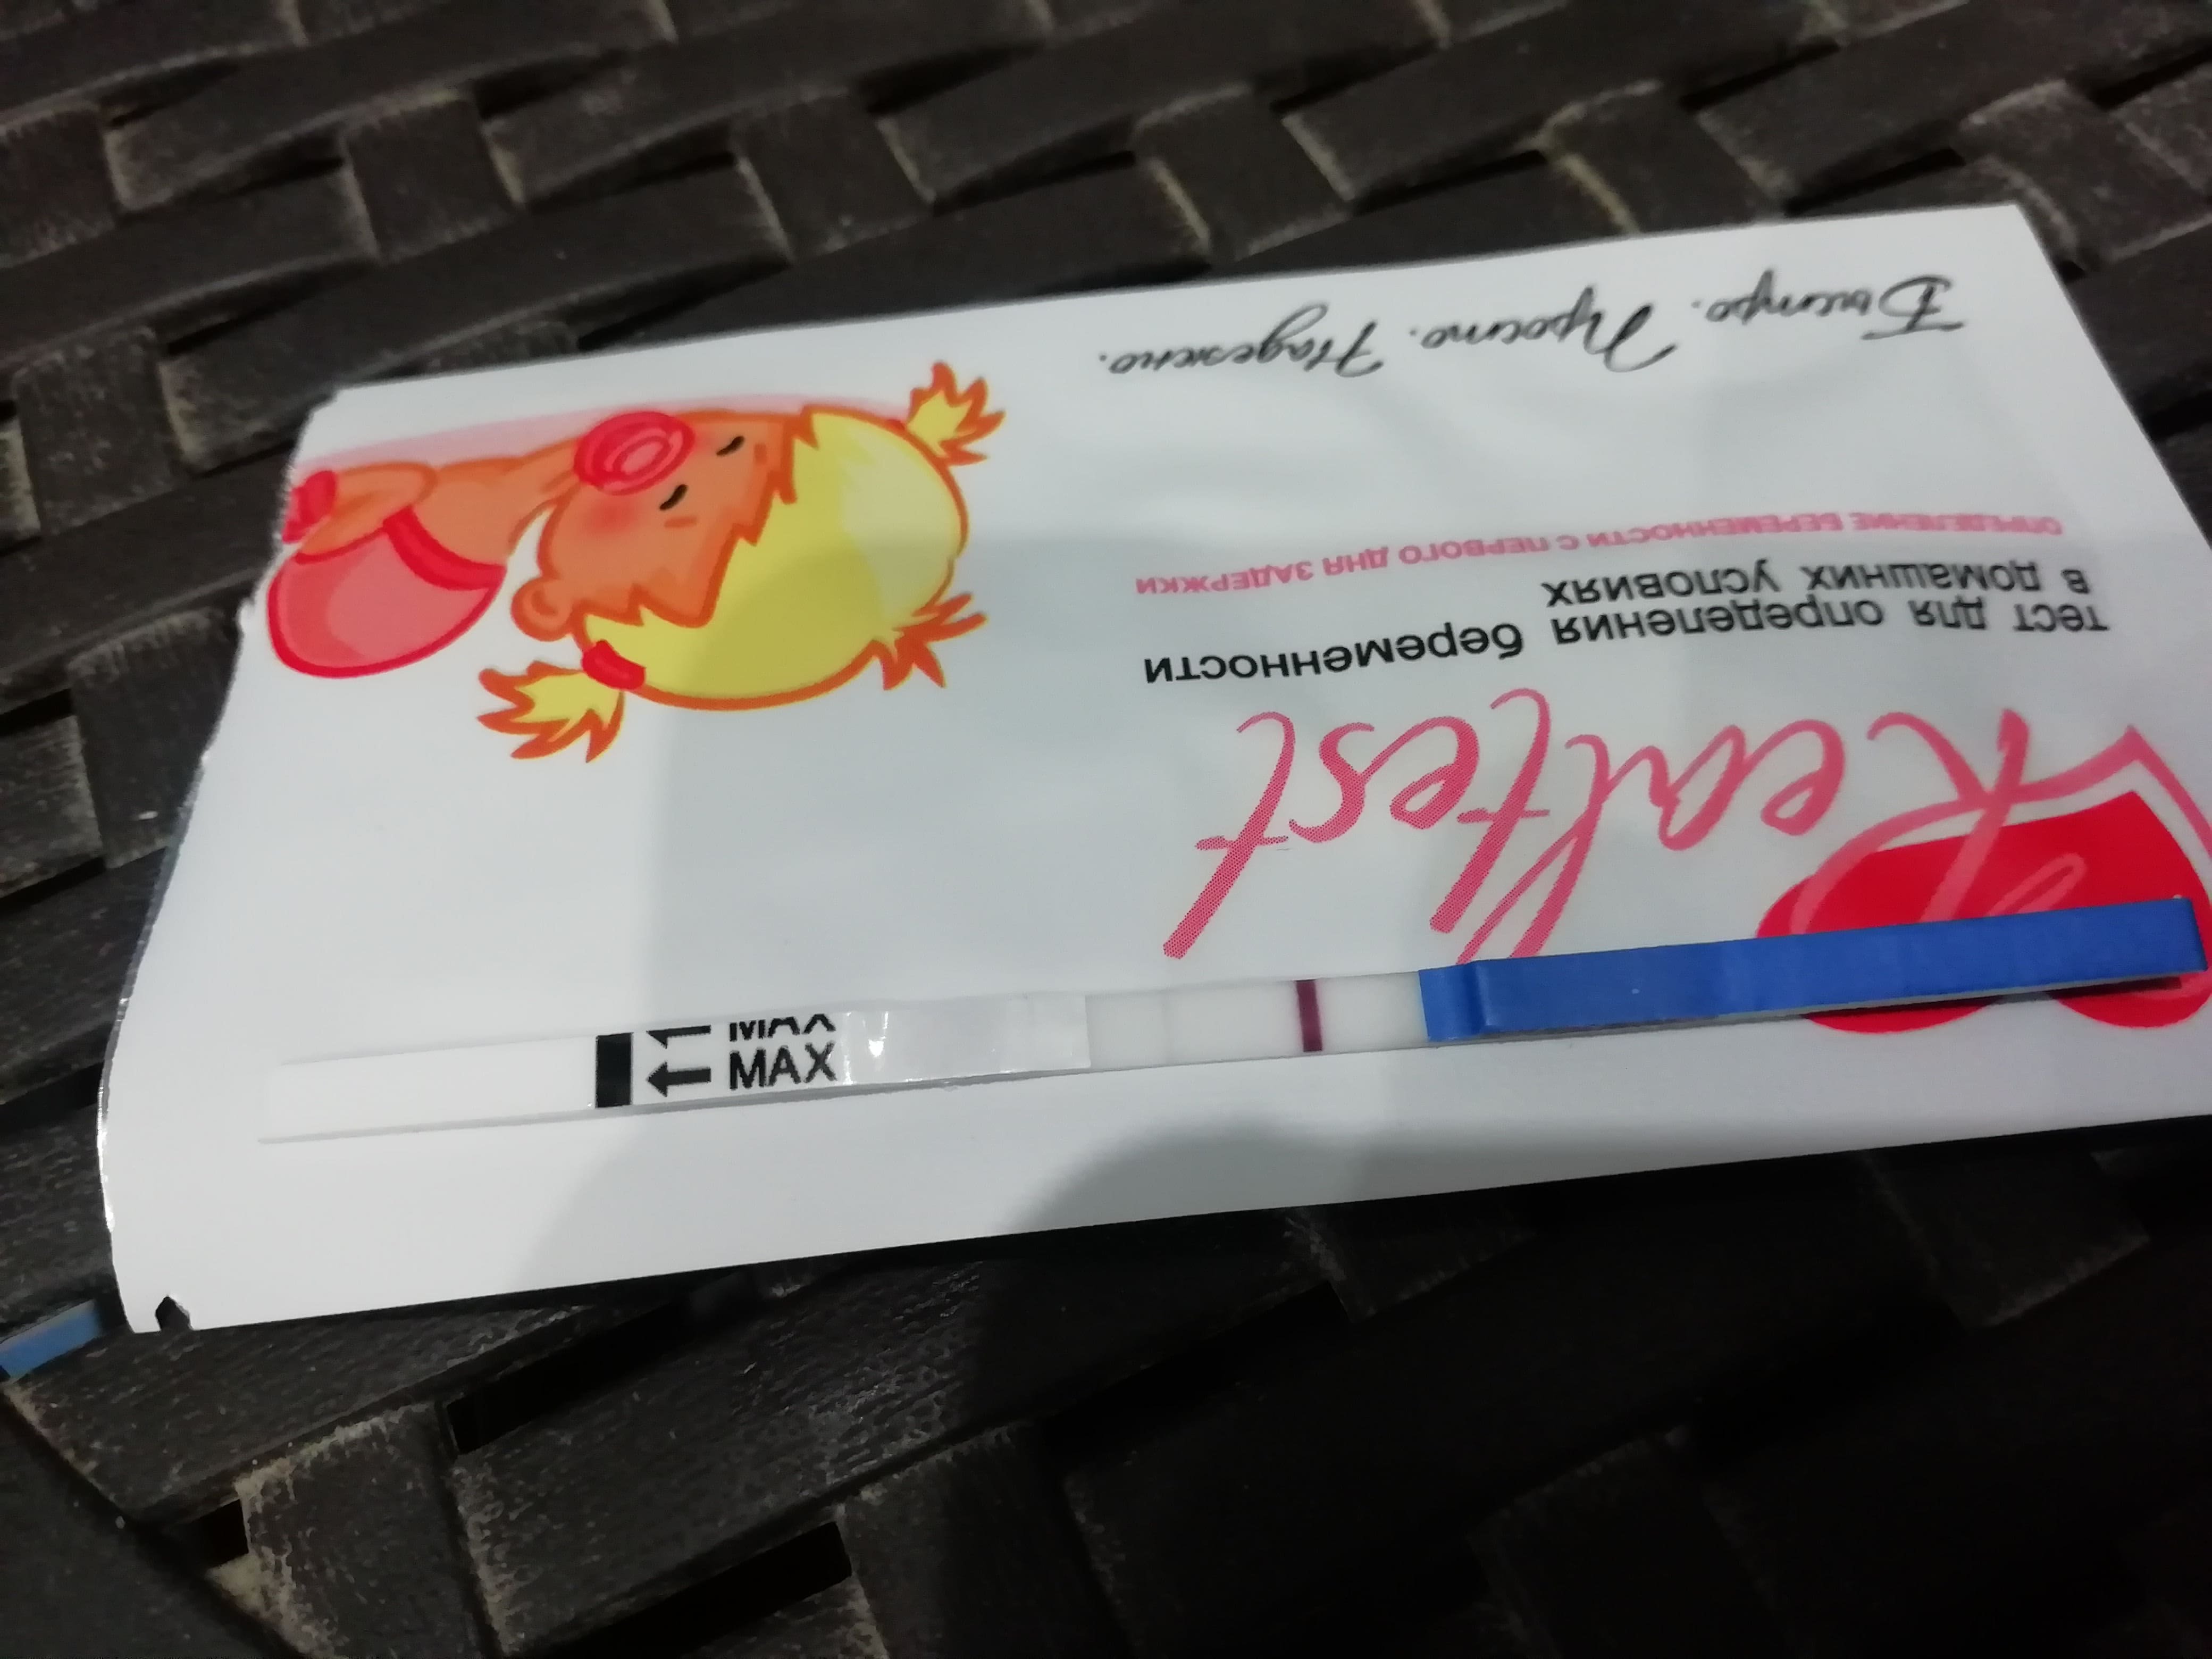 Realtest
тест для определения беременности
в домашних условиях
ОПРЕДЕЛЕНИЕ БЕРЕМЕННОСТИ С ПЕРВОГО ДНЯ ЗАДЕРЖКИ
Быстро. Просто. Надежно.
MAX
MAX